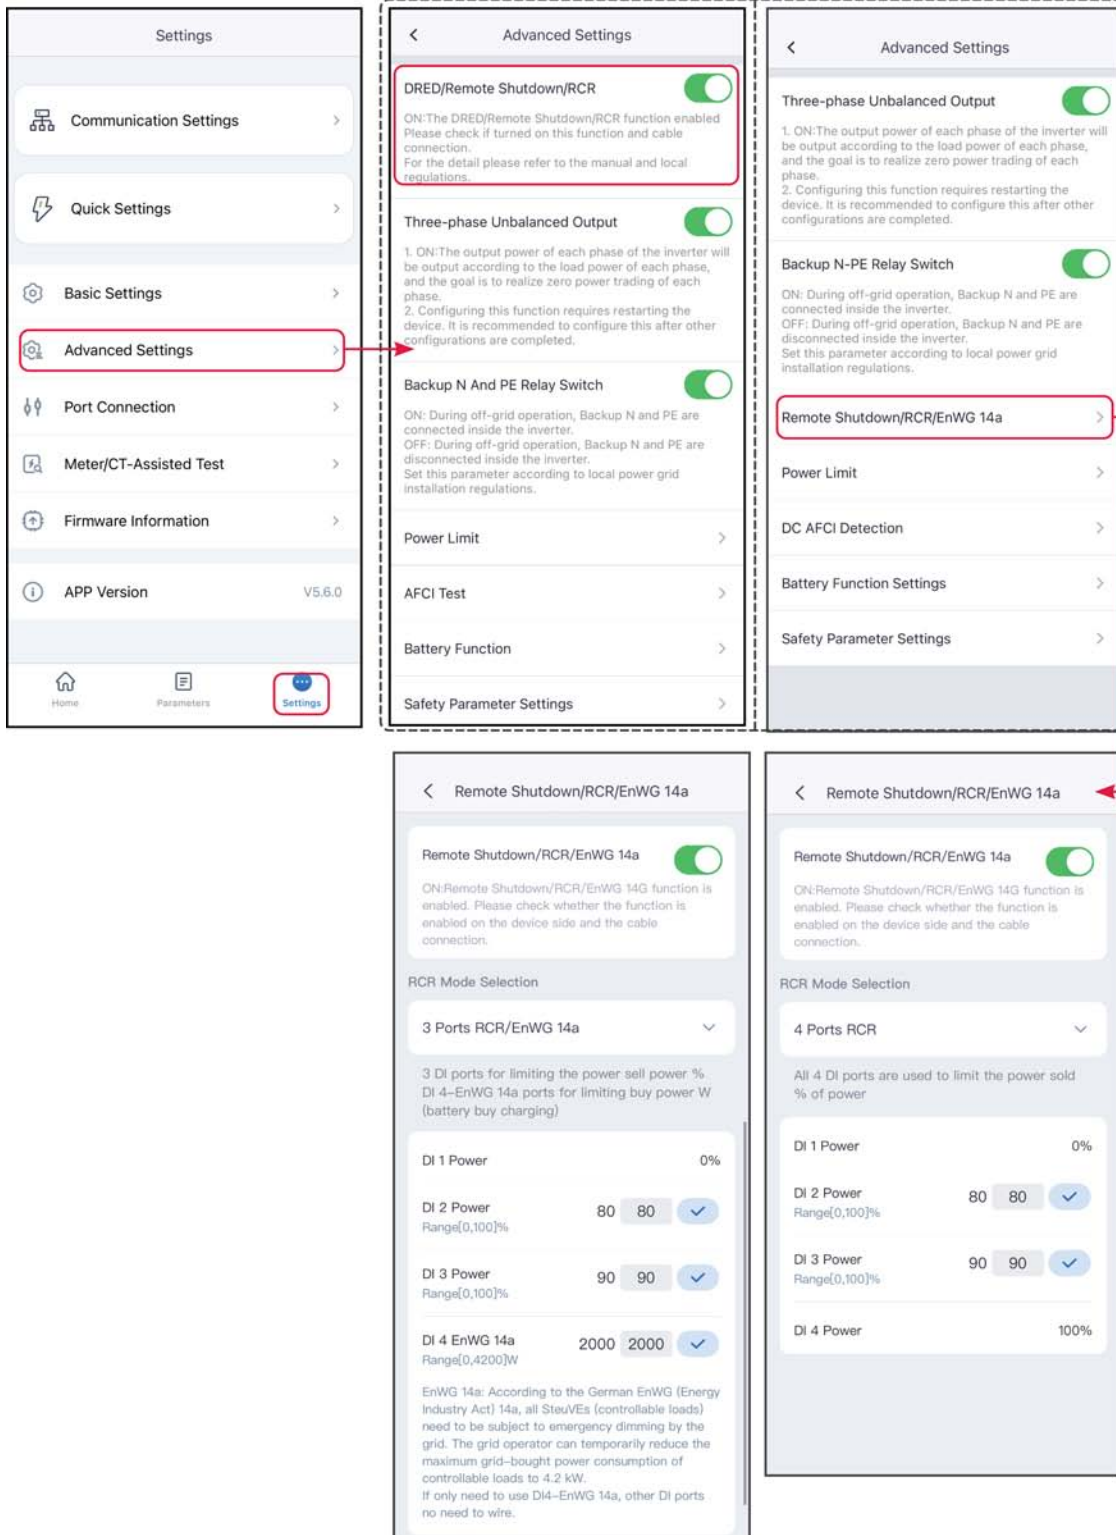 Settings
Communication Settings
Quick Settings
Basic Settings
Advanced Settings
Port Connection
Meter/CT-Assisted Test
Firmware Information
APP Version V5.6.0
Home Parameters Settings
Advanced Settings
DRED/Remote Shutdown/RCR
ON:The DRED/Remote Shutdown/RCR function enabled
Please check if turned on this function and cable
connection.
For the detail please refer to the manual and local
regulations.
Three-phase Unbalanced Output
1. ON:The output power of each phase of the inverter will
be output according to the load power of each phase,
and the goal is to realize zero power trading of each
phase.
2. Configuring this function requires restarting the
device. It is recommended to configure this after other
configurations are completed.
Backup N And PE Relay Switch
ON: During off-grid operation, Backup N and PE are
connected inside the inverter.
OFF: During off-grid operation, Backup N and PE are
disconnected inside the inverter.
Set this parameter according to local power grid
installation regulations.
Power Limit
AFCI Test
Battery Function
Safety Parameter Settings
Advanced Settings
Three-phase Unbalanced Output
1. ON:The output power of each phase of the inverter will
be output according to the load power of each phase,
and the goal is to realize zero power trading of each
phase.
2. Configuring this function requires restarting the
device. It is recommended to configure this after other
configurations are completed.
Backup N-PE Relay Switch
ON: During off-grid operation, Backup N and PE are
connected inside the inverter.
OFF: During off-grid operation, Backup N and PE are
disconnected inside the inverter.
Set this parameter according to local power grid
installation regulations.
Remote Shutdown/RCR/EnWG 14a
Power Limit
DC AFCI Detection
Battery Function Settings
Safety Parameter Settings
Remote Shutdown/RCR/EnWG 14a
Remote Shutdown/RCR/EnWG 14a
ON:Remote Shutdown/RCR/EnWG 14G function is
enabled. Please check whether the function is
enabled on the device side and the cable
connection.
RCR Mode Selection
3 Ports RCR/EnWG 14a
3 DI ports for limiting the power sell power %
DI 4-EnWG 14a ports for limiting buy power W
(battery buy charging)
DI 1 Power 0%
DI 2 Power 80 80
Range[0,100]%
DI 3 Power 90 90
Range[0,100]%
DI 4 EnWG 14a 2000 2000
Range[0,4200]W
EnWG 14a: According to the German EnWG (Energy
Industry Act) 14a, all SteuVEs (controllable loads)
need to be subject to emergency dimming by the
grid. The grid operator can temporarily reduce the
maximum grid-bought power consumption of
controllable loads to 4.2 kW.
If only need to use DI4-EnWG 14a, other DI ports
no need to wire.
Remote Shutdown/RCR/EnWG 14a
Remote Shutdown/RCR/EnWG 14a
ON:Remote Shutdown/RCR/EnWG 14G function is
enabled. Please check whether the function is
enabled on the device side and the cable
connection.
RCR Mode Selection
4 Ports RCR
All 4 DI ports are used to limit the power sold
% of power
DI 1 Power 0%
DI 2 Power 80 80
Range[0,100]%
DI 3 Power 90 90
Range[0,100]%
DI 4 Power 100%